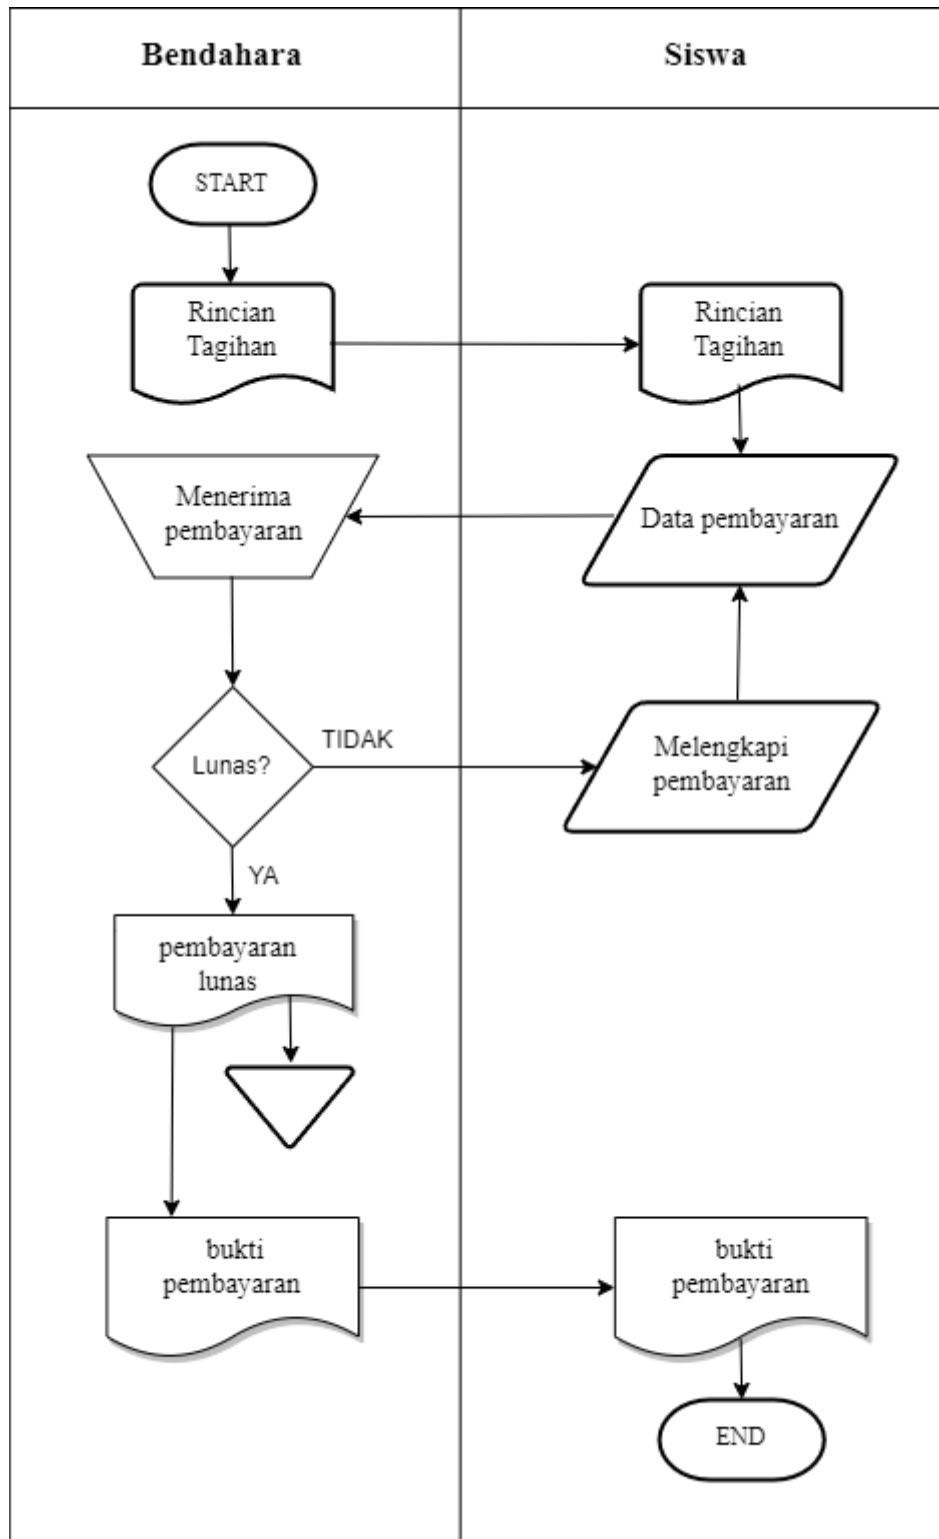 Bendahara
Siswa
START
Rincian
Tagihan
Rincian
Tagihan
Menerima
pembayaran
Data pembayaran
Lunas?
TIDAK
Melengkapi
pembayaran
YA
pembayaran
lunas
bukti
pembayaran
bukti
pembayaran
END